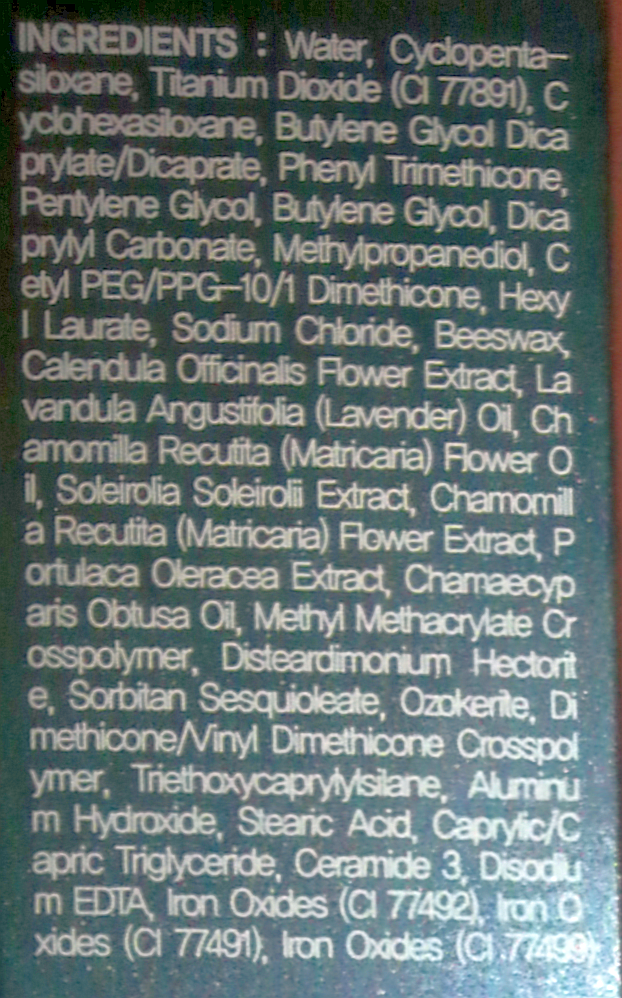 INGREDIENTS : Water, Cyclopenta-
siloxane, Titanium Dioxide (CI 77891), C
yclohexasiloxane, Butylene Glycol Dica
prylate/Dicaprate, Phenyl Trimethicone,
Pentylene Glycol, Butylene Glycol, Dica
prylyl Carbonate, Methylpropanediol, C
etyl PEG/PPG-10/1 Dimethicone, Hexy
l Laurate, Sodium Chloride, Beeswax,
Calendula Officinalis Flower Extract, La
vandula Angustifolia (Lavender) Oil, Ch
amomilla Recutita (Matricaria) Flower O
il, Soleirolia Soleirolii Extract, Chamomill
a Recutita (Matricaria) Flower Extract, P
ortulaca Oleracea Extract, Chamaecyp
aris Obtusa Oil, Methyl Methacrylate Cr
osspolymer, Disteardimonium Hectorit
e, Sorbitan Sesquioleate, Ozokerite, Di
methicone/Vinyl Dimethicone Crosspol
ymer, Triethoxycaprylylsilane, Aluminu
m Hydroxide, Stearic Acid, Caprylic/C
apric Triglyceride, Ceramide 3, Disodiu
m EDTA, Iron Oxides (CI 77492), Iron O
xides (CI 77491), Iron Oxides (CI 77499)